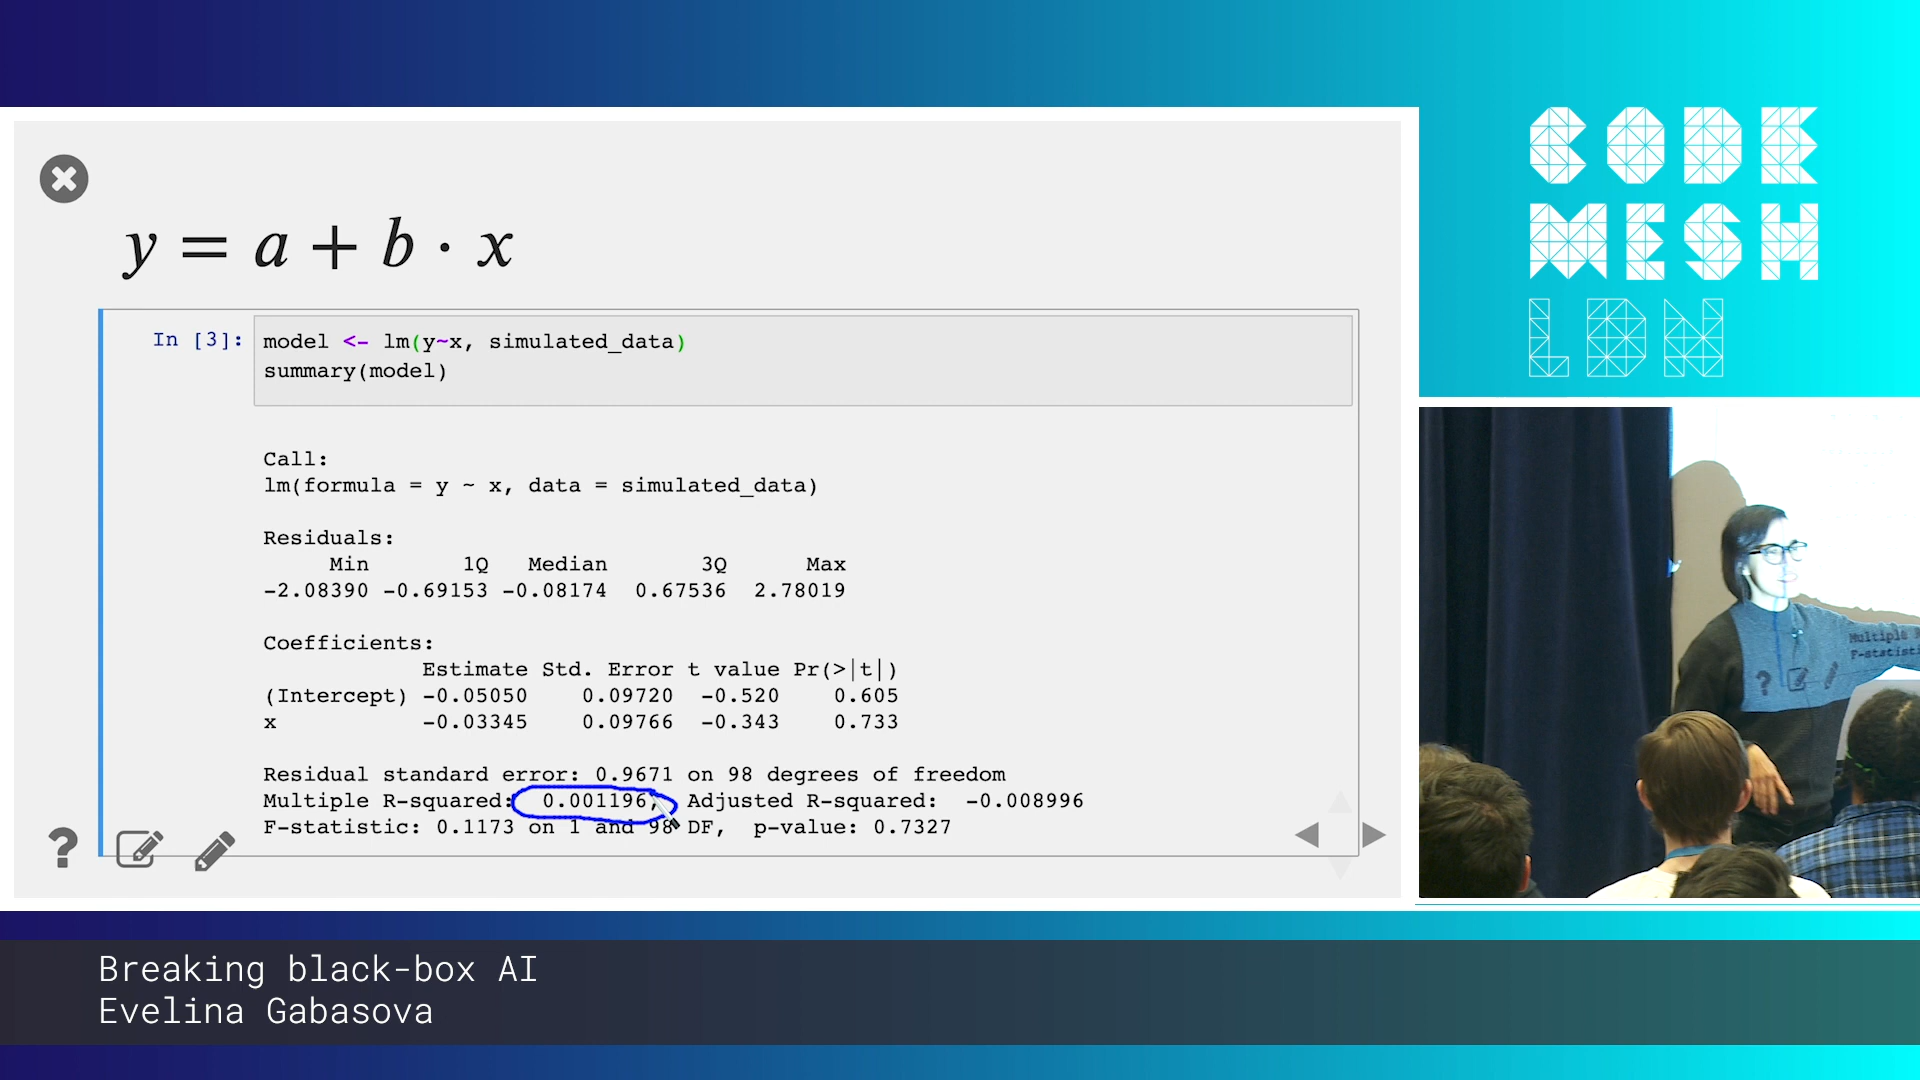 y = a + b · x
In [3]:
model <- lm(y~x, simulated_data)
summary(model)
Call:
lm(formula = y ~ x, data = simulated_data)
Residuals:
Min 1Q Median 3Q Max
-2.08390 -0.69153 -0.08174 0.67536 2.78019
Coefficients:
Estimate Std. Error t value Pr(>|t|)
(Intercept) -0.05050 0.09720 -0.520 0.605
x -0.03345 0.09766 -0.343 0.733
Residual standard error: 0.9671 on 98 degrees of freedom
Multiple R-squared: 0.001196, Adjusted R-squared: -0.008996
F-statistic: 0.1173 on 1 and 98 DF, p-value: 0.7327
?
CODE
MESH
LDN
Multiple
F-statist
?
Breaking black-box AI
Evelina Gabasova